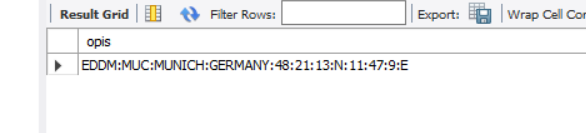 Result Grid Filter Rows: Export: Wrap Cell Con
opis
EDDM:MUC:MUNICH:GERMANY:48:21:13:N:11:47:9:E